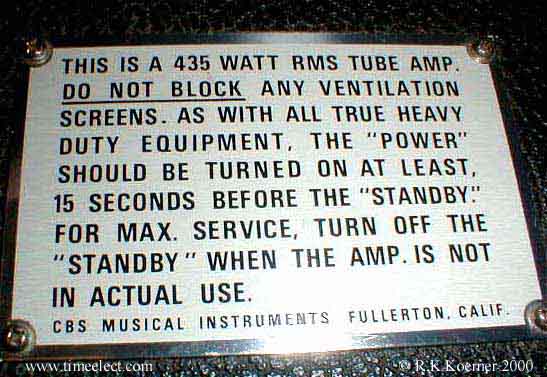 THIS IS A 435 WATT RMS TUBE AMP.
DO NOT BLOCK ANY VENTILATION
SCREENS. AS WITH ALL TRUE HEAVY
DUTY EQUIPMENT, THE "POWER"
SHOULD BE TURNED ON AT LEAST,
15 SECONDS BEFORE THE "STANDBY."
FOR MAX. SERVICE, TURN OFF THE
"STANDBY" WHEN THE AMP. IS NOT
IN ACTUAL USE.
CBS MUSICAL INSTRUMENTS FULLERTON, CALIF.
www.timeelect.com © R.K.Koerner 2000